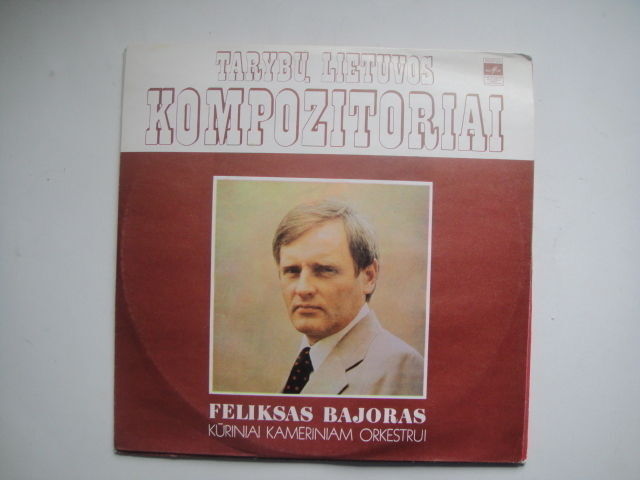 TARYBŲ LIETUVOS
KOMPOZITORIAI
FELIKSAS BAJORAS
KŪRINIAI KAMERINIAM ORKESTRUI